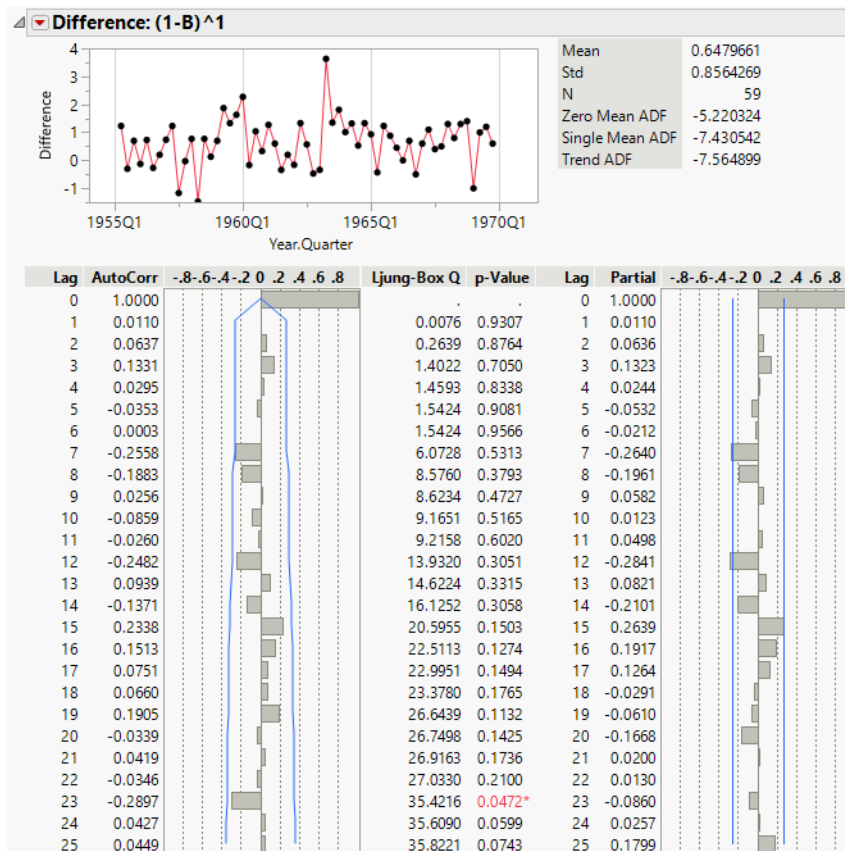 Difference: (1-B)^1
4
3
2
1
0
-1
Difference
1955Q1 1960Q1 1965Q1 1970Q1
Year.Quarter
Mean 0.6479661
Std 0.8564269
N 59
Zero Mean ADF -5.220324
Single Mean ADF -7.430542
Trend ADF -7.564899
Lag AutoCorr -.8-.6-.4-.2 0 .2 .4 .6 .8 Ljung-Box Q p-Value Lag Partial -.8-.6-.4-.2 0 .2 .4 .6 .8
0 1.0000 . . 0 1.0000
1 0.0110 0.0076 0.9307 1 0.0110
2 0.0637 0.2639 0.8764 2 0.0636
3 0.1331 1.4022 0.7050 3 0.1323
4 0.0295 1.4593 0.8338 4 0.0244
5 -0.0353 1.5424 0.9081 5 -0.0532
6 0.0003 1.5424 0.9566 6 -0.0212
7 -0.2558 6.0728 0.5313 7 -0.2640
8 -0.1883 8.5760 0.3793 8 -0.1961
9 0.0256 8.6234 0.4727 9 0.0582
10 -0.0859 9.1651 0.5165 10 0.0123
11 -0.0260 9.2158 0.6020 11 0.0498
12 -0.2482 13.9320 0.3051 12 -0.2841
13 0.0939 14.6224 0.3315 13 0.0821
14 -0.1371 16.1252 0.3058 14 -0.2101
15 0.2338 20.5955 0.1503 15 0.2639
16 0.1513 22.5113 0.1274 16 0.1917
17 0.0751 22.9951 0.1494 17 0.1264
18 0.0660 23.3780 0.1765 18 -0.0291
19 0.1905 26.6439 0.1132 19 -0.0610
20 -0.0339 26.7498 0.1425 20 -0.1668
21 0.0419 26.9163 0.1736 21 0.0200
22 -0.0346 27.0330 0.2100 22 0.0130
23 -0.2897 35.4216 0.0472* 23 -0.0860
24 0.0427 35.6090 0.0599 24 0.0257
25 0.0449 35.8221 0.0743 25 0.1799